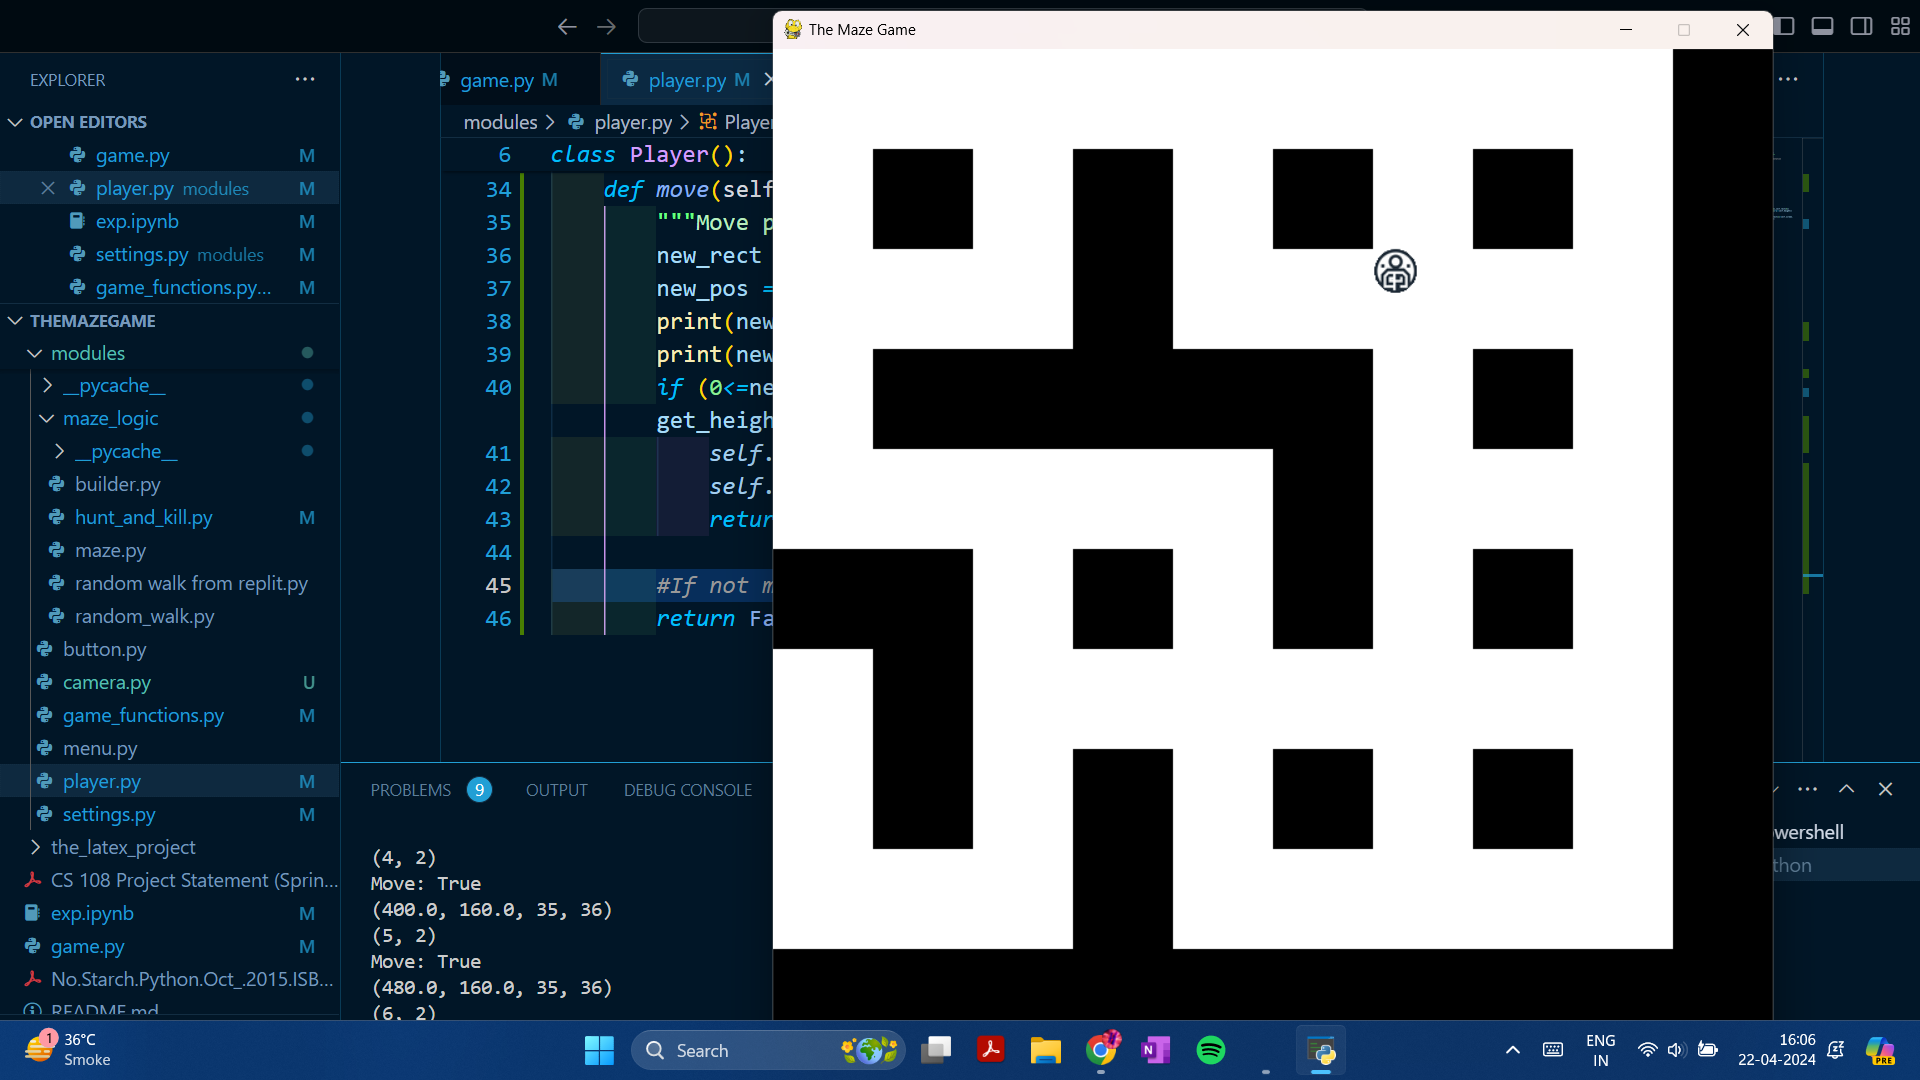 The Maze Game
EXPLORER
OPEN EDITORS
game.py M
player.py modules M
exp.ipynb M
settings.py modules M
game_functions.py... M
THEMAZEGAME
modules
__pycache__
maze_logic
__pycache__
builder.py
hunt_and_kill.py M
maze.py
random walk from replit.py
random_walk.py
button.py
camera.py U
game_functions.py M
menu.py
player.py M
settings.py M
the_latex_project
CS 108 Project Statement (Sprin...
exp.ipynb M
game.py M
No.Starch.Python.Oct_.2015.ISB...
README.md
game.py M
player.py M
modules > player.py > Player
6 class Player():
34 def move(self
35 """Move p
36 new_rect
37 new_pos =
38 print(new
39 print(new
40 if (0<=ne
get_heigh
41 self.
42 self.
43 retur
44
45 #If not m
46 return Fa
PROBLEMS 9 OUTPUT DEBUG CONSOLE
(4, 2)
Move: True
(400.0, 160.0, 35, 36)
(5, 2)
Move: True
(480.0, 160.0, 35, 36)
(6, 2)
wershell
thon
1
36°C
Smoke
Search
N
PRE
ENG
IN
16:06
22-04-2024